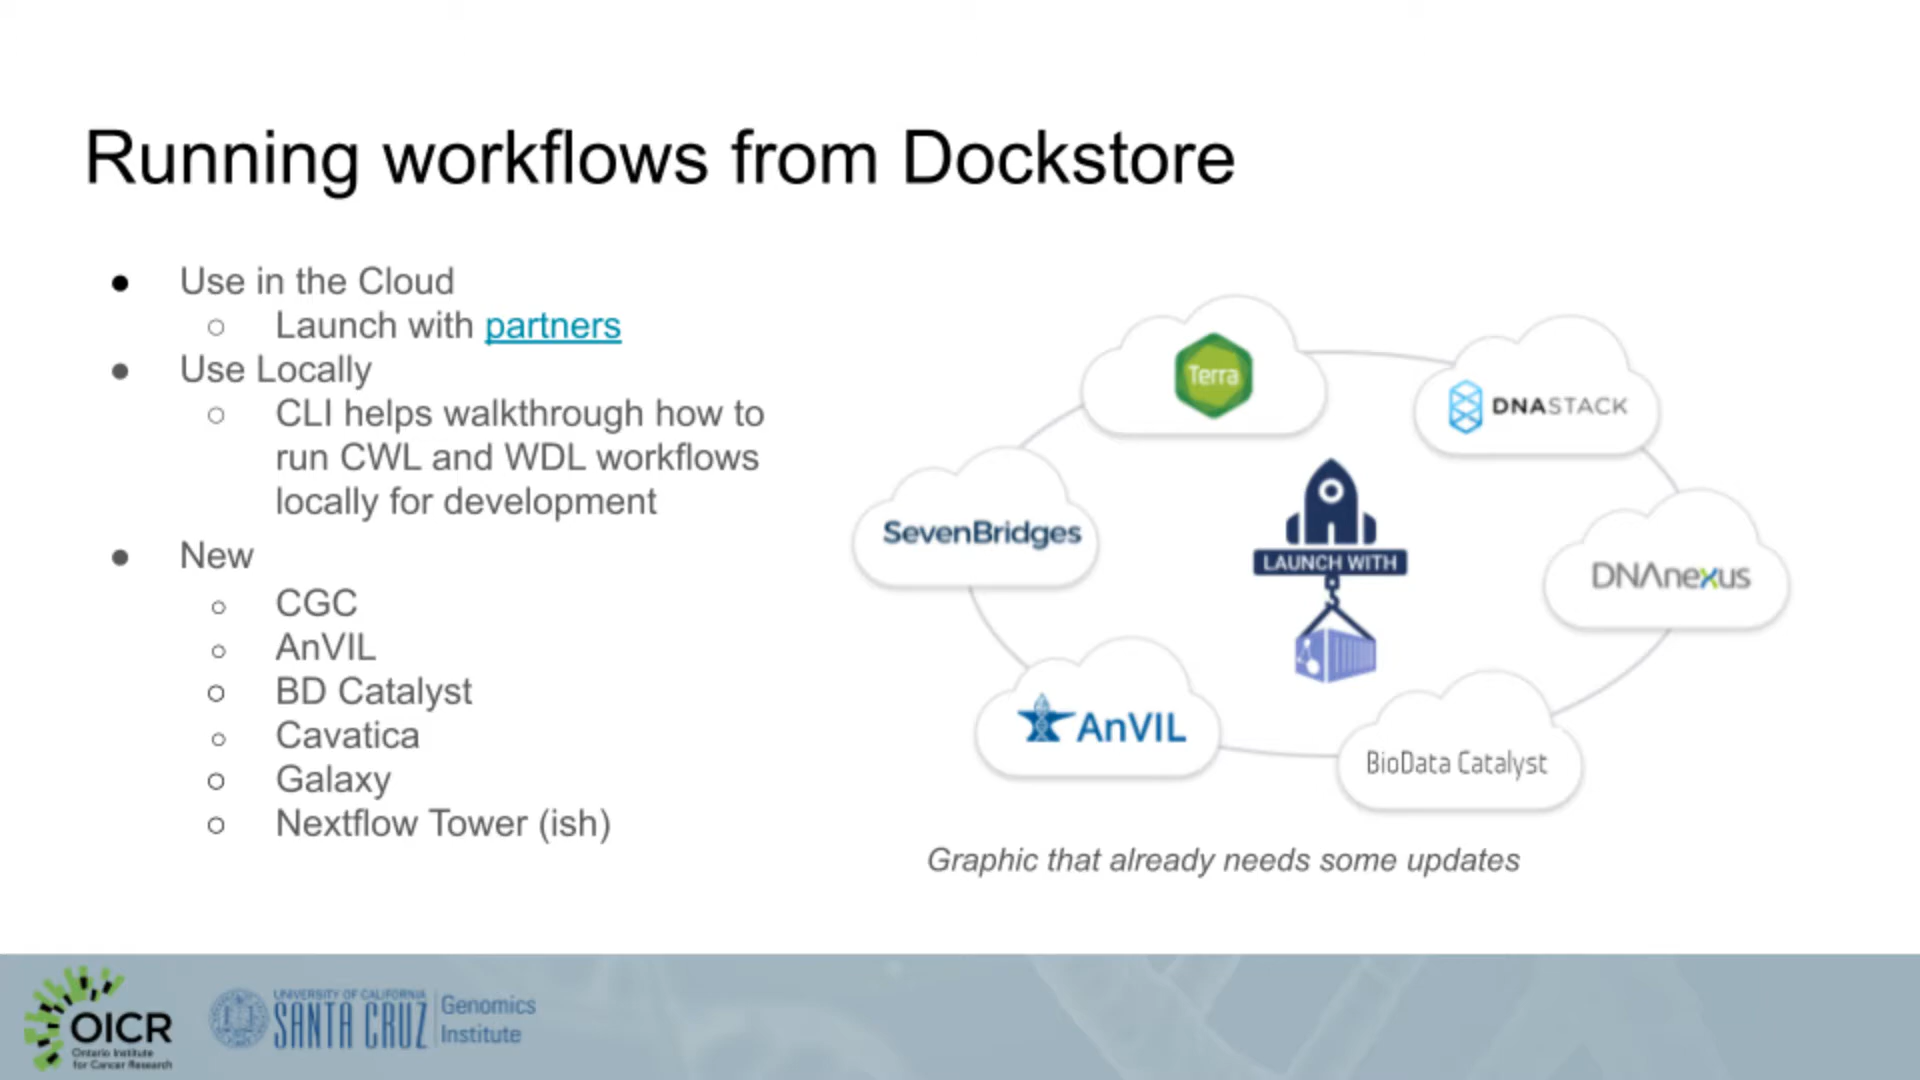 Running workflows from Dockstore
● Use in the Cloud
○ Launch with partners
● Use Locally
○ CLI helps walkthrough how to
run CWL and WDL workflows
locally for development
● New
○ CGC
○ AnVIL
○ BD Catalyst
○ Cavatica
○ Galaxy
○ Nextflow Tower (ish)
Terra
DNASTACK
SevenBridges
LAUNCH WITH
DNAnexus
AnVIL
BioData Catalyst
Graphic that already needs some updates
OICR
Ontario Institute
for Cancer Research
UNIVERSITY OF CALIFORNIA
SANTA CRUZ
Genomics
Institute